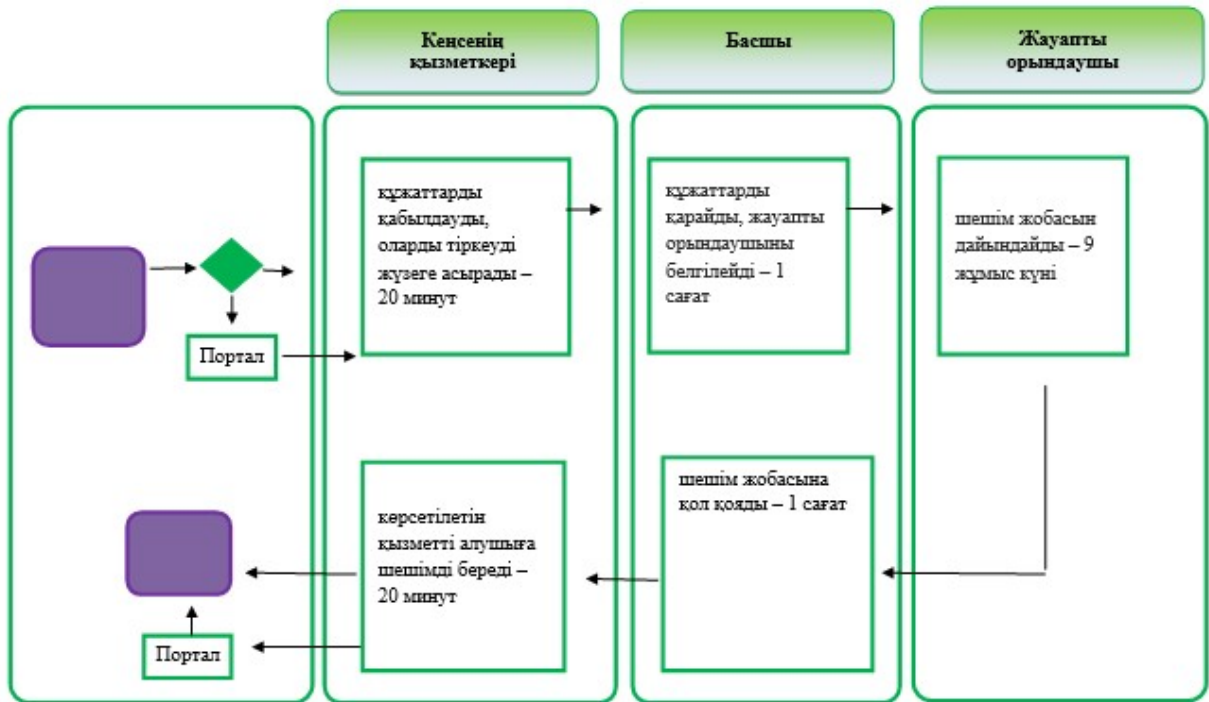 Кеңсенің
қызметкері
Басшы
Жауапты
орындаушы
құжаттарды
қабылдауды,
оларды тіркеуді
жүзеге асырады –
20 минут
құжаттарды
қарайды, жауапты
орындаушыны
белгілейді – 1
сағат
шешім жобасын
дайындайды – 9
жұмыс күні
Портал
көрсетілетін
қызметті алушыға
шешімді береді –
20 минут
шешім жобасына
қол қояды – 1 сағат
Портал